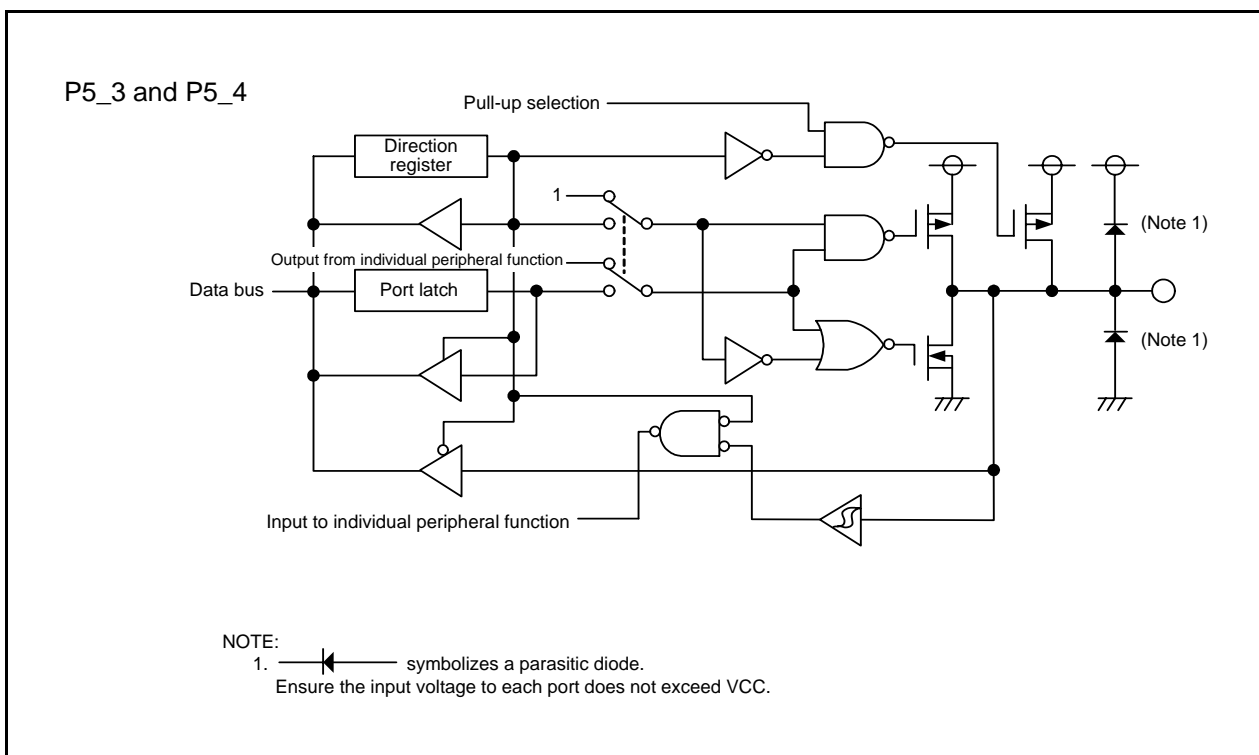 P5_3 and P5_4
Pull-up selection
Direction
register
1
(Note 1)
Output from individual peripheral function
Data bus
Port latch
(Note 1)
Input to individual peripheral function
NOTE:
1. symbolizes a parasitic diode.
Ensure the input voltage to each port does not exceed VCC.